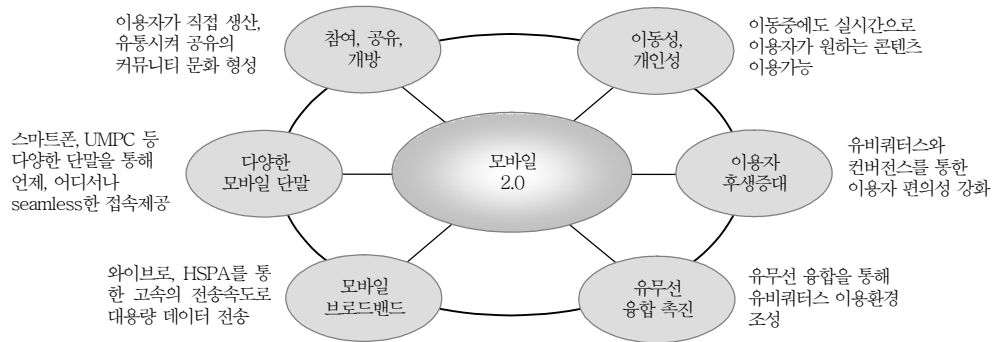 이용자가 직접 생산,
유통시켜 공유의
커뮤니티 문화 형성
참여, 공유,
개방
이동성,
개인성
이동중에도 실시간으로
이용자가 원하는 콘텐츠
이용가능
스마트폰, UMPC 등
다양한 단말을 통해
언제, 어디서나
seamless한 접속제공
다양한
모바일 단말
모바일
2.0
이용자
후생증대
유비쿼터스와
컨버전스를 통한
이용자 편의성 강화
와이브로, HSPA를 통
한 고속의 전송속도로
대용량 데이터 전송
모바일
브로드밴드
유무선
융합 촉진
유무선 융합을 통해
유비쿼터스 이용환경
조성